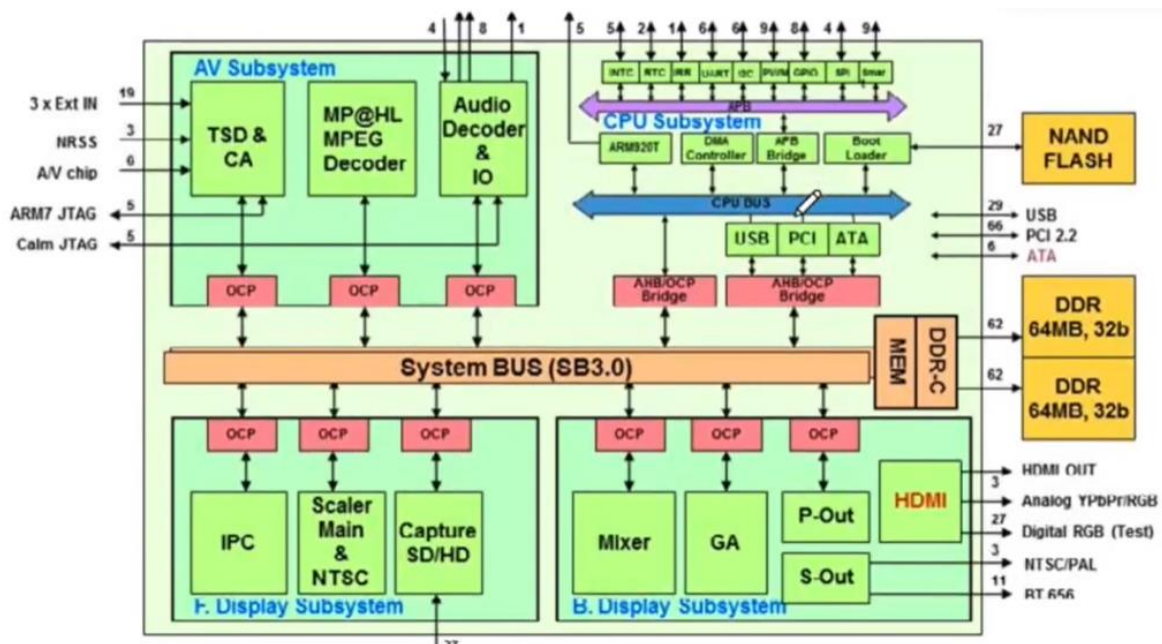 4
8
1
5
5
2
1
6
6
9
8
4
9
AV Subsystem
INTC
RTC
IRR
UART
I2C
PWM
GPIO
SPI
Smar
3 x Ext IN
19
NRSS
3
A/V chip
6
ARM7 JTAG
5
Calm JTAG
5
TSD &
CA
MP@HL
MPEG
Decoder
Audio
Decoder
&
IO
APB
CPU Subsystem
ARM920T
DMA
Controller
APB
Bridge
Boot
Loader
27
NAND
FLASH
CPU BUS
USB
PCI
ATA
29
USB
66
PCI 2.2
6
ATA
OCP
OCP
OCP
AHB/OCP
Bridge
AHB/OCP
Bridge
System BUS (SB3.0)
MEM
DDR-C
62
DDR
64MB, 32b
62
DDR
64MB, 32b
OCP
OCP
OCP
OCP
OCP
OCP
IPC
Scaler
Main
&
NTSC
Capture
SD/HD
F. Display Subsystem
Mixer
GA
P-Out
S-Out
HDMI
B. Display Subsystem
HDMI OUT
3
Analog YPbPr/RGB
27
Digital RGB (Test)
3
NTSC/PAL
11
BT.656